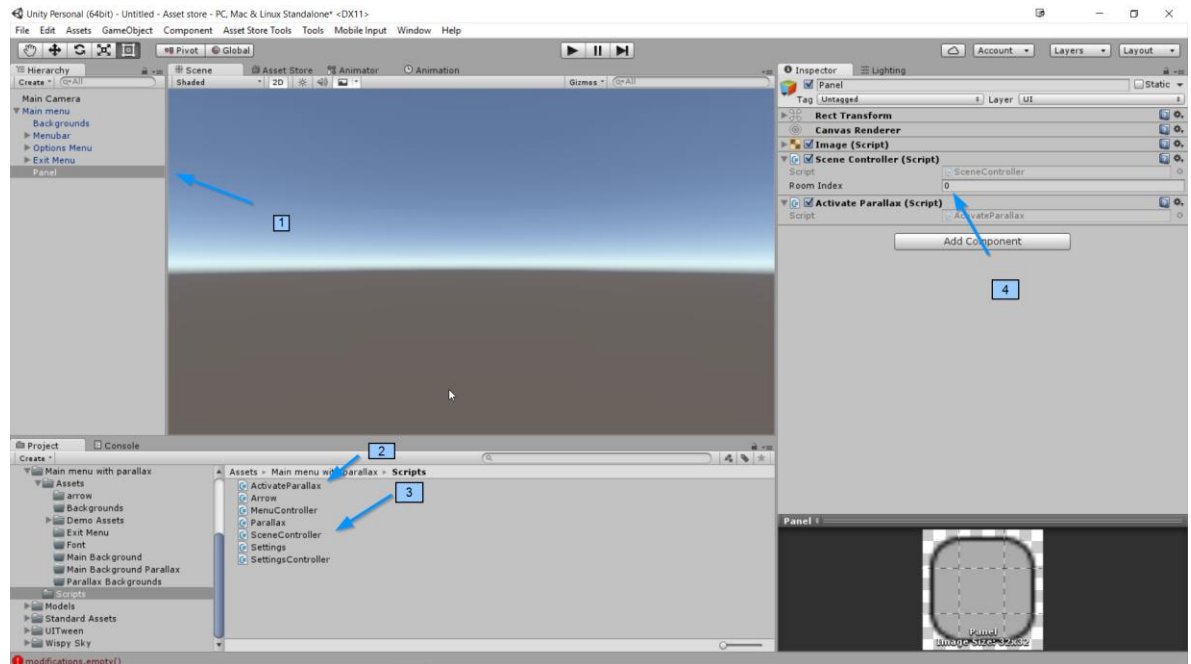 Unity Personal (64bit) - Untitled - Asset store - PC, Mac & Linux Standalone* <DX11>
File Edit Assets GameObject Component Asset Store Tools Tools Mobile Input Window Help
Pivot Global Account Layers Layout
Hierarchy
Create All
Main Camera
Main menu
Backgrounds
Menubar
Options Menu
Exit Menu
Panel
Scene Asset Store Animator Animation
Shaded 2D Gizmos All
1
Inspector Lighting
Panel Static
Tag Untagged Layer UI
Rect Transform
Canvas Renderer
Image (Script)
Scene Controller (Script)
Script SceneController
Room Index 0
Activate Parallax (Script)
Script ActivateParallax
Add Component
4
Project Console
Create
2
Main menu with parallax
Assets
arrow
Backgrounds
Demo Assets
Exit Menu
Font
Main Background
Main Background Parallax
Parallax Backgrounds
Scripts
Models
Standard Assets
UITween
Wispy Sky
Assets Main menu with parallax Scripts
ActivateParallax
Arrow
MenuController
Parallax
SceneController
Settings
SettingsController
3
Panel
Panel
Image Size: 32x32
modifications.empty()